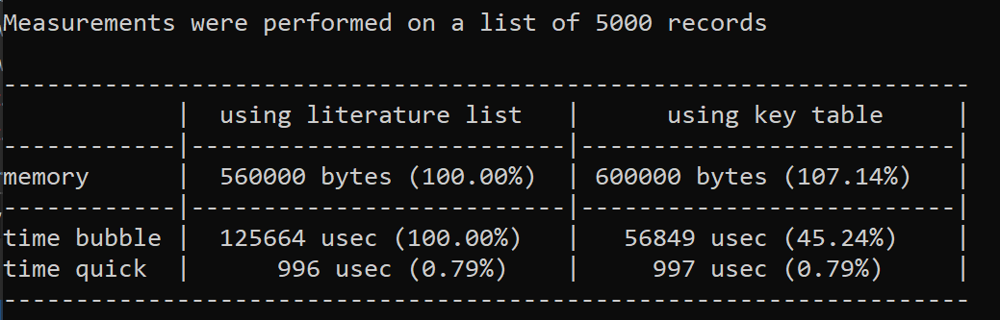 Measurements were performed on a list of 5000 records
-------------------------------------------------------------------
            |  using literature list   |      using key table     |
------------|--------------------------|--------------------------|
memory      |  560000 bytes (100.00%)  | 600000 bytes (107.14%)   |
------------|--------------------------|--------------------------|
time bubble |  125664 usec (100.00%)   |   56849 usec (45.24%)    |
time quick  |      996 usec (0.79%)    |     997 usec (0.79%)     |
-------------------------------------------------------------------